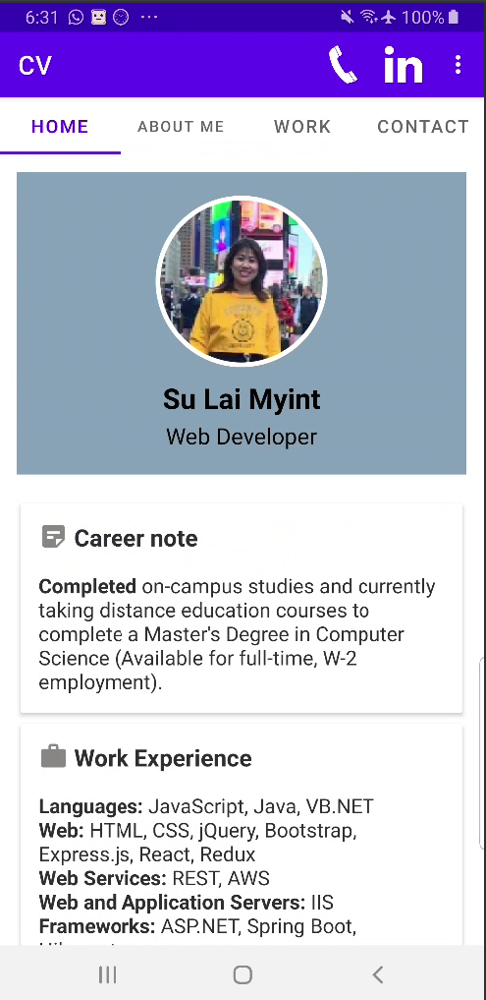 6:31
100%
CV
in
HOME
ABOUT ME
WORK
CONTACT
Su Lai Myint
Web Developer
Career note
Completed on-campus studies and currently
taking distance education courses to
complete a Master's Degree in Computer
Science (Available for full-time, W-2
employment).
Work Experience
Languages: JavaScript, Java, VB.NET
Web: HTML, CSS, jQuery, Bootstrap,
Express.js, React, Redux
Web Services: REST, AWS
Web and Application Servers: IIS
Frameworks: ASP.NET, Spring Boot,